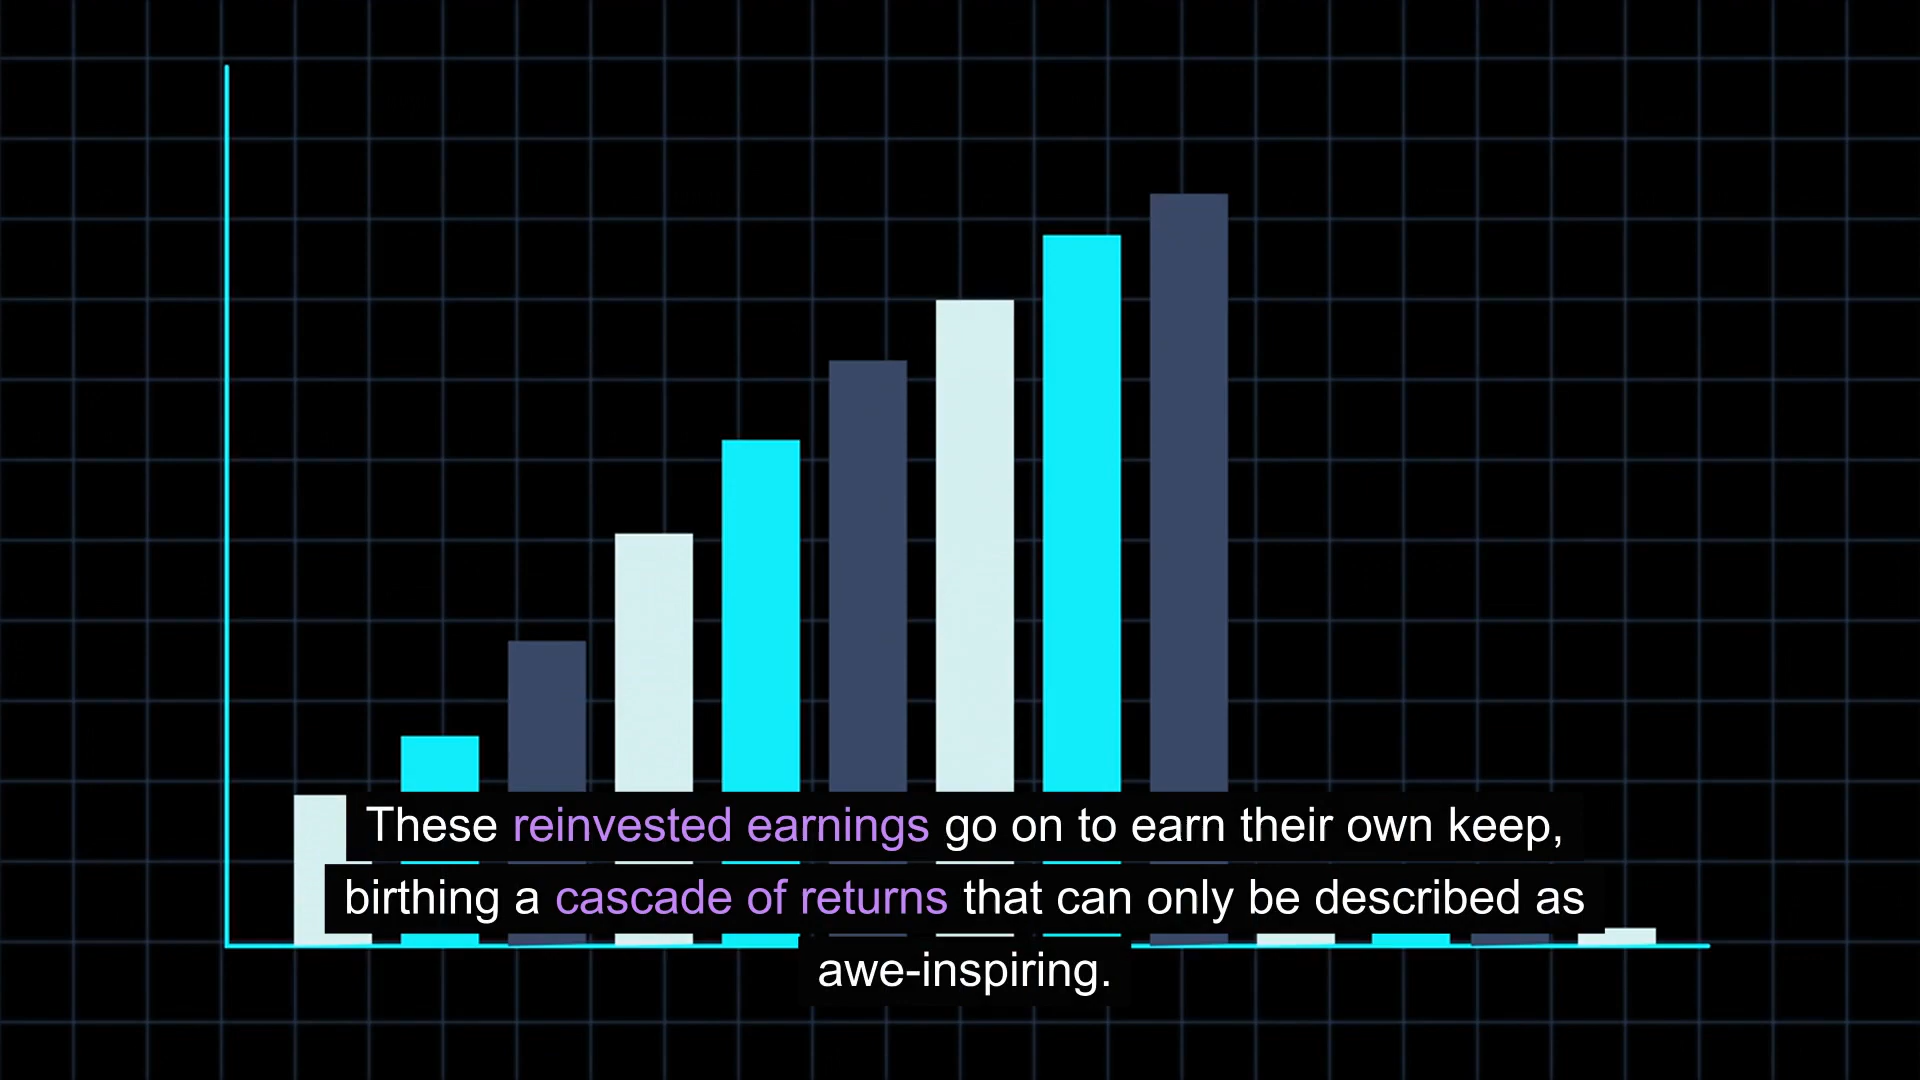 These reinvested earnings go on to earn their own keep,
birthing a cascade of returns that can only be described as
awe-inspiring.